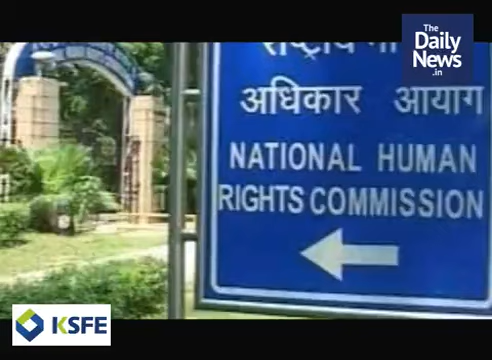 The
Daily
News
.in
राष्ट्रीय
अधिकार आयाग
NATIONAL HUMAN
RIGHTS COMMISSION
KSFE